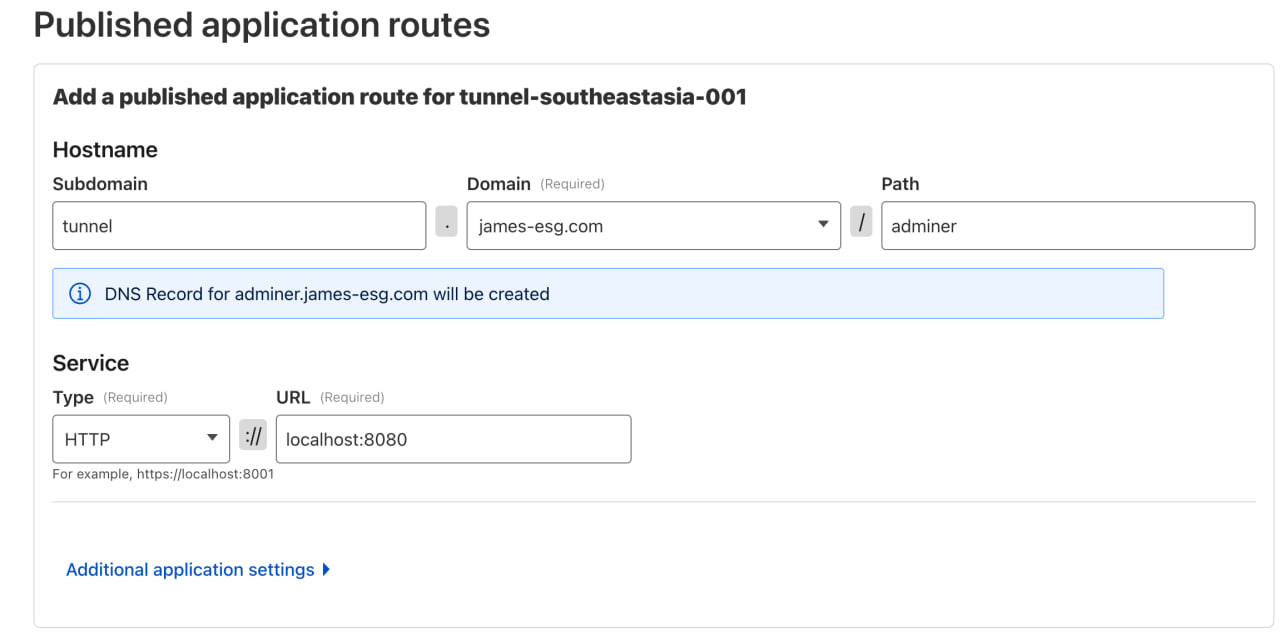 Published application routes
Add a published application route for tunnel-southeastasia-001
Hostname
Subdomain
Domain (Required)
Path
tunnel
.
james-esg.com
/
adminer
DNS Record for adminer.james-esg.com will be created
Service
Type (Required)
URL (Required)
HTTP
://
localhost:8080
For example, https://localhost:8001
Additional application settings